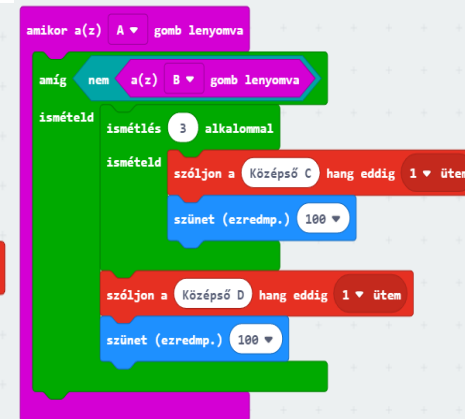 amikor a(z) A ▼ gomb lenyomva
amíg nem a(z) B ▼ gomb lenyomva
ismételd
ismétlés 3 alkalommal
ismételd
szóljon a Középső C hang eddig 1 ▼ ütem
szünet (ezredmp.) 100 ▼
szóljon a Középső D hang eddig 1 ▼ ütem
szünet (ezredmp.) 100 ▼